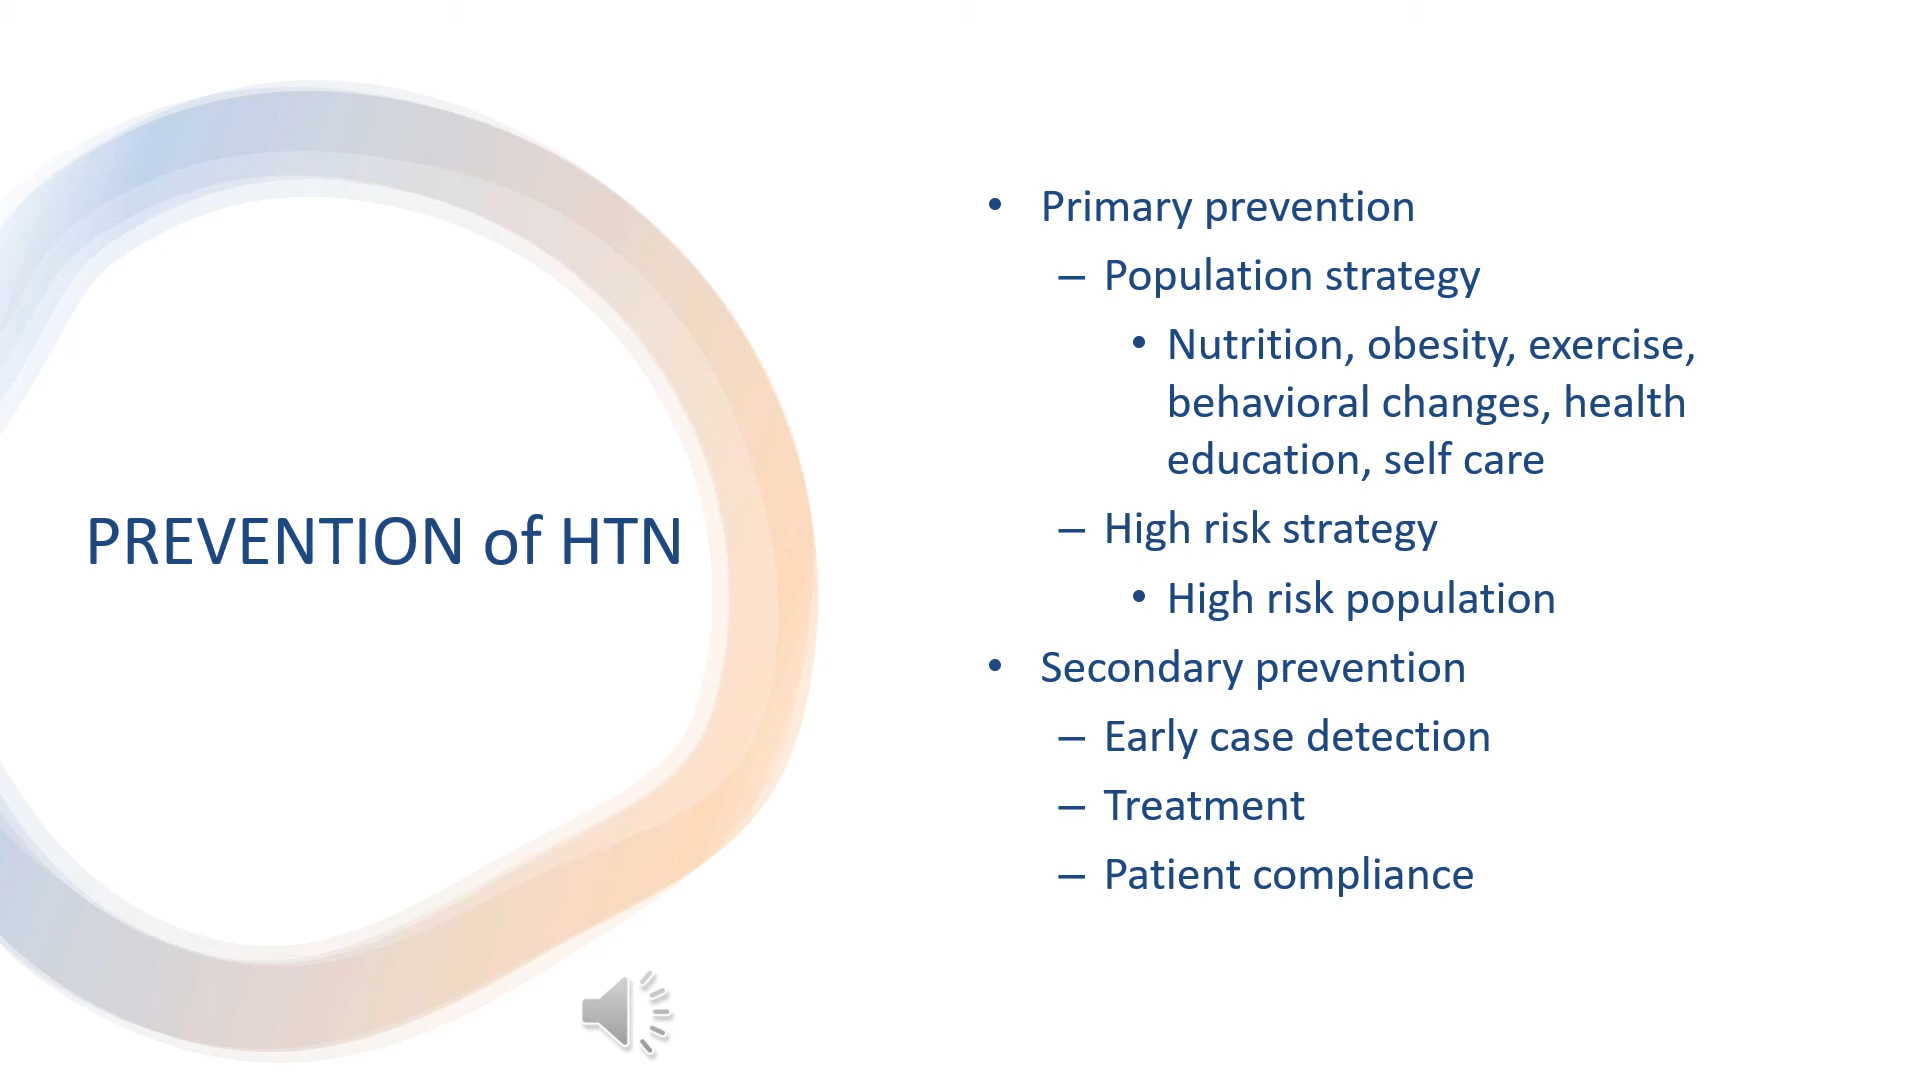 PREVENTION of HTN
• Primary prevention
– Population strategy
• Nutrition, obesity, exercise,
behavioral changes, health
education, self care
– High risk strategy
• High risk population
• Secondary prevention
– Early case detection
– Treatment
– Patient compliance